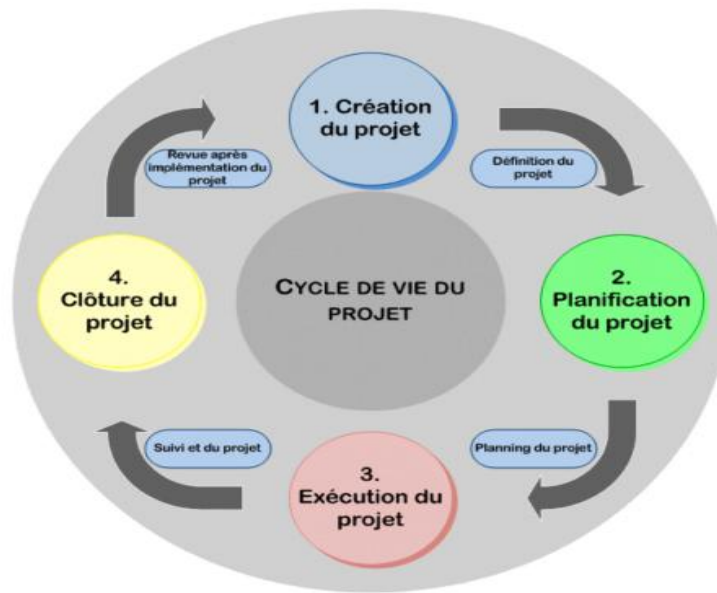 1. Création
du projet
Revue après
implémentation du
projet
Définition du
projet
4.
Clôture du
projet
CYCLE DE VIE DU
PROJET
2.
Planification
du projet
Suivi et du projet
Planning du projet
3.
Exécution du
projet